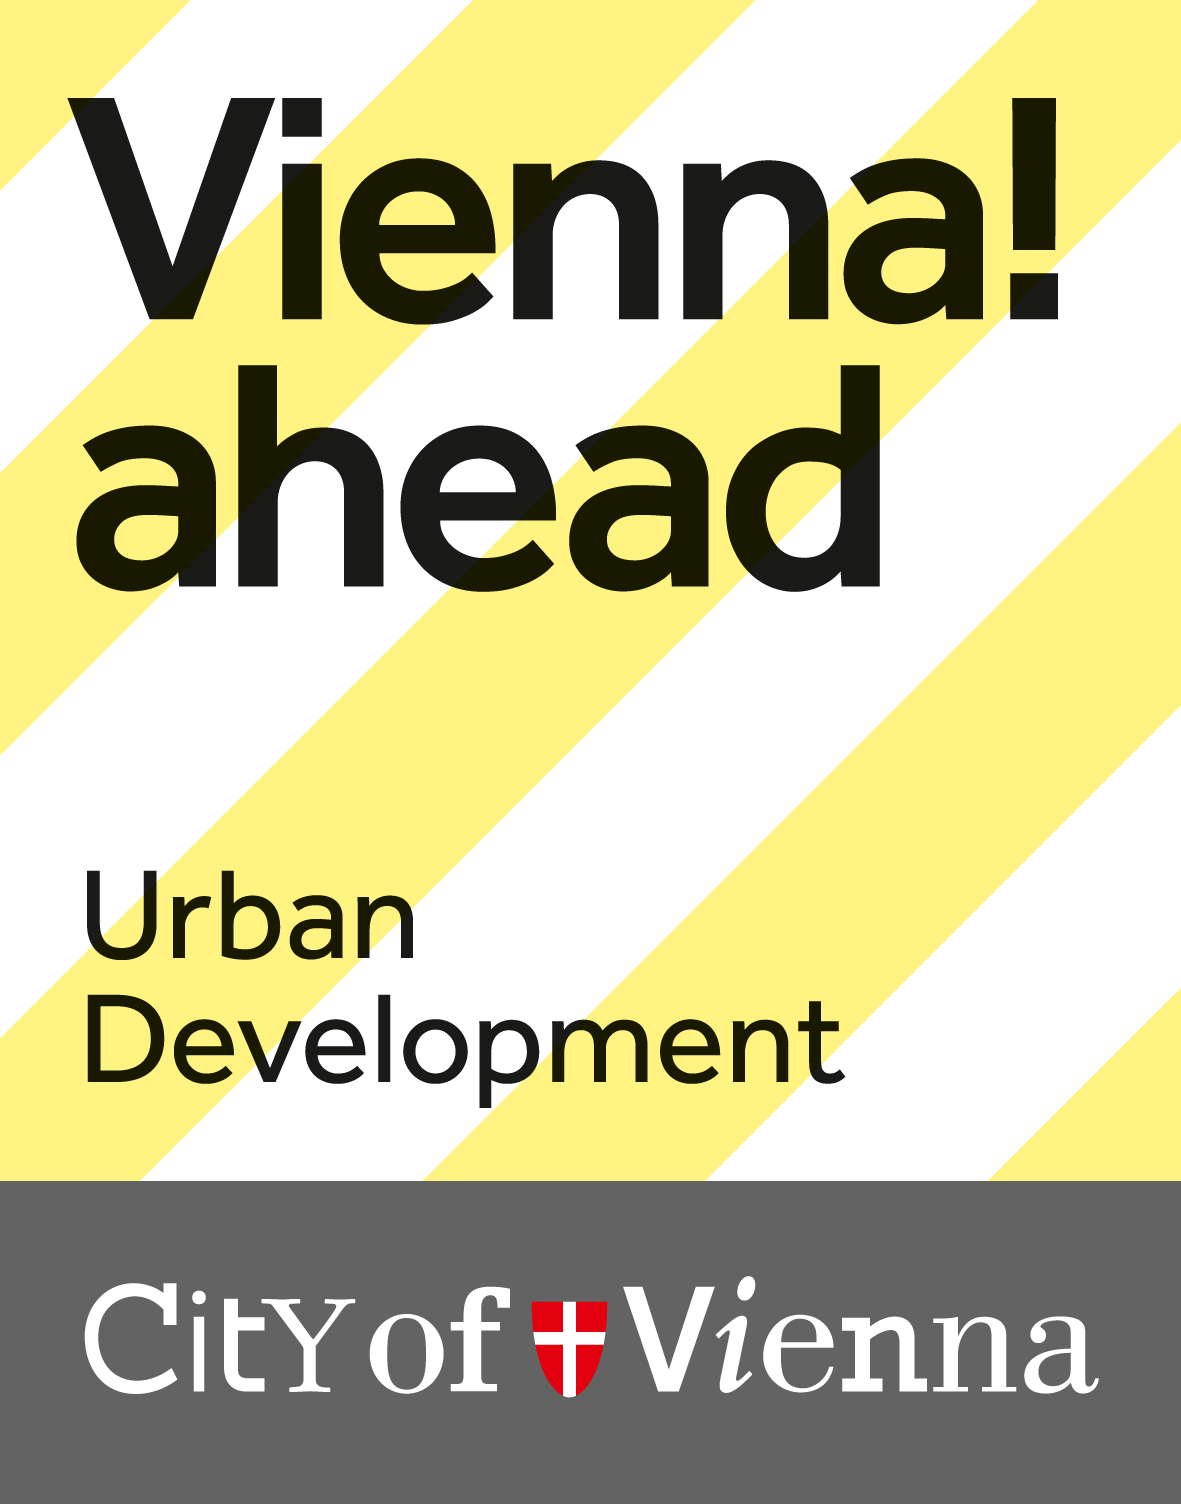 Vienna!
ahead
Urban
Development
CitY of Vienna